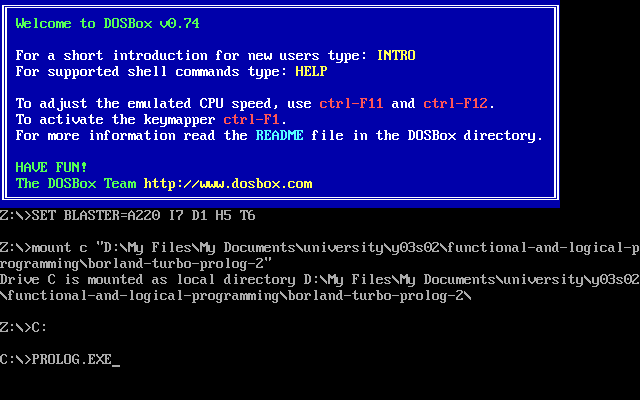 Welcome to DOSBox v0.74
For a short introduction for new users type: INTRO
For supported shell commands type: HELP
To adjust the emulated CPU speed, use ctrl-F11 and ctrl-F12.
To activate the keymapper ctrl-F1.
For more information read the README file in the DOSBox directory.
HAVE FUN!
The DOSBox Team http://www.dosbox.com
Z:\>SET BLASTER=A220 I7 D1 H5 T6
Z:\>mount c "D:\My Files\My Documents\university\y03s02\functional-and-logical-p
rogramming\borland-turbo-prolog-2"
Drive C is mounted as local directory D:\My Files\My Documents\university\y03s02
\functional-and-logical-programming\borland-turbo-prolog-2\
Z:\>C:
C:\>PROLOG.EXE_